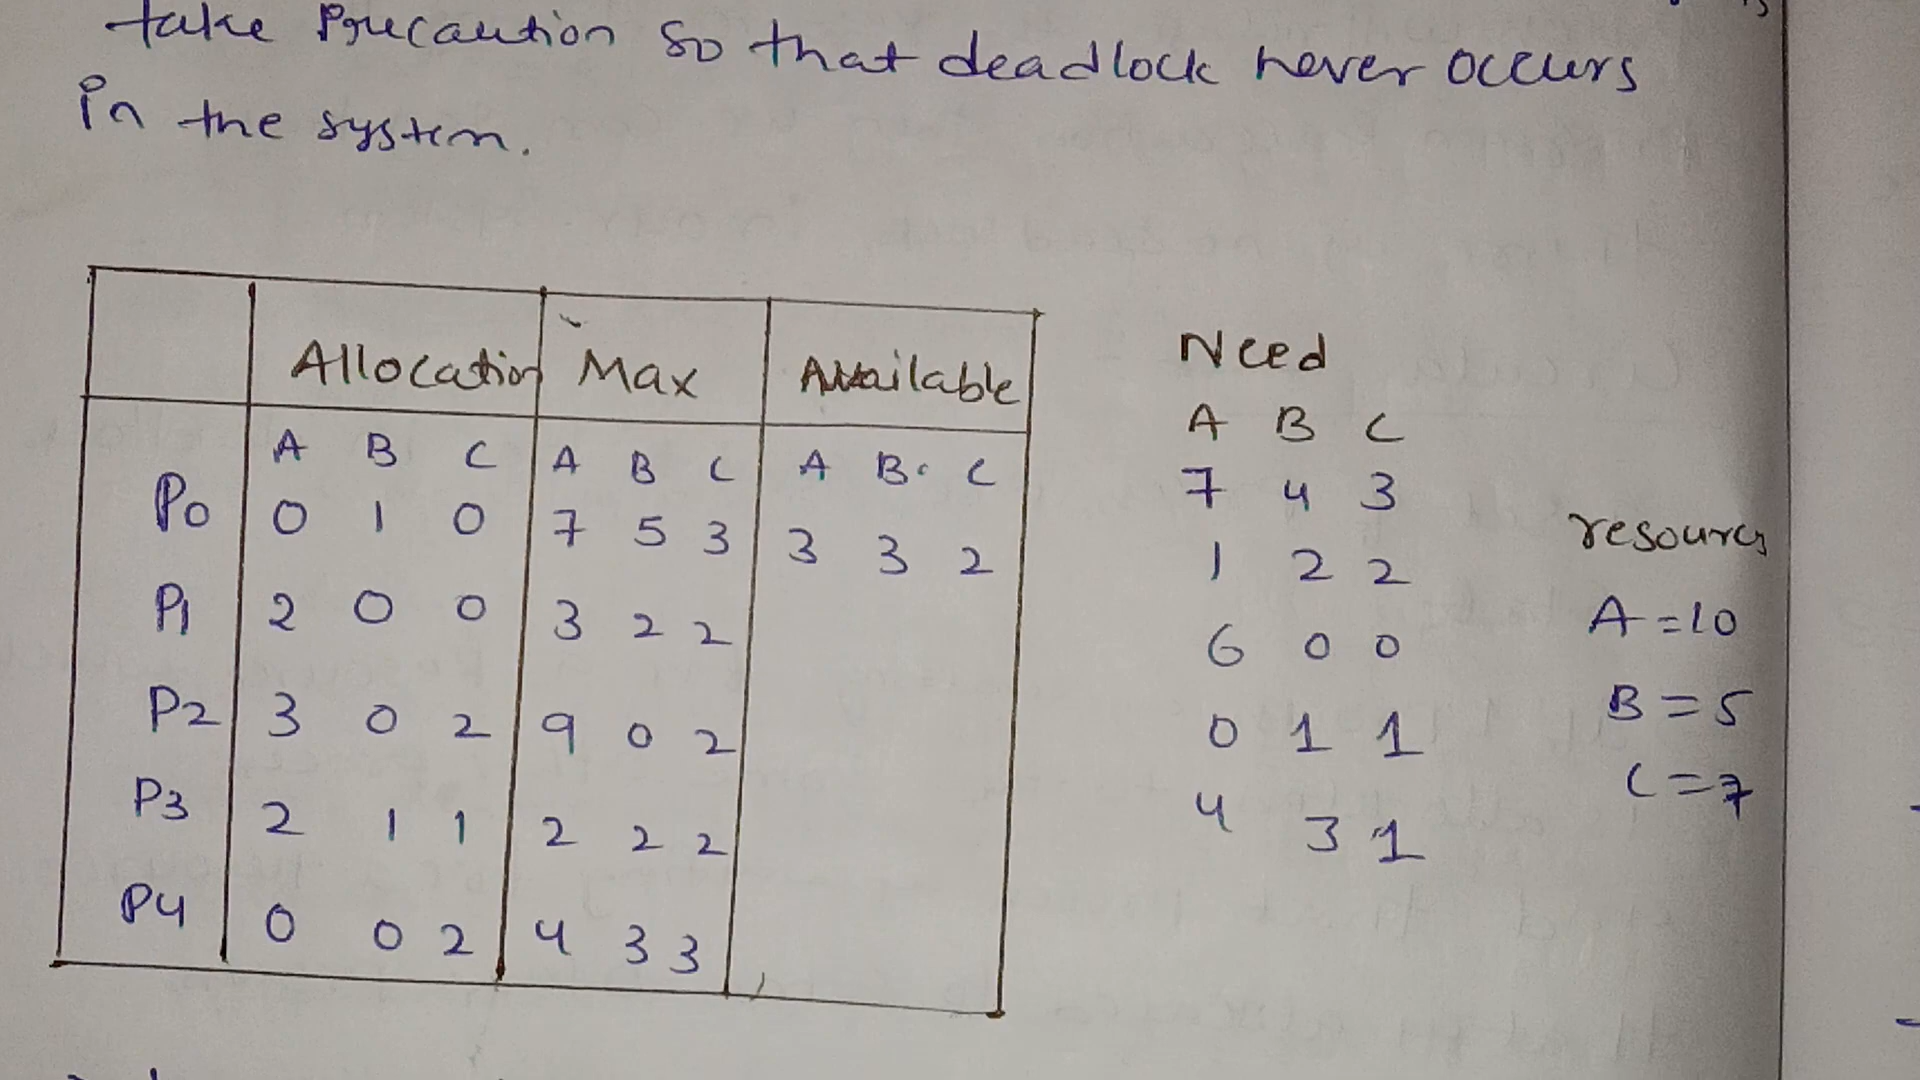 take Precaution so that deadlock never occurs
in the system.
Allocation Max Available
A B C A B C A B C
P0 0 1 0 7 5 3 3 3 2
P1 2 0 0 3 2 2
P2 3 0 2 9 0 2
P3 2 1 1 2 2 2
P4 0 0 2 4 3 3
Need
A B C
7 4 3
1 2 2
6 0 0
0 1 1
4 3 1
resources
A = 10
B = 5
C = 7